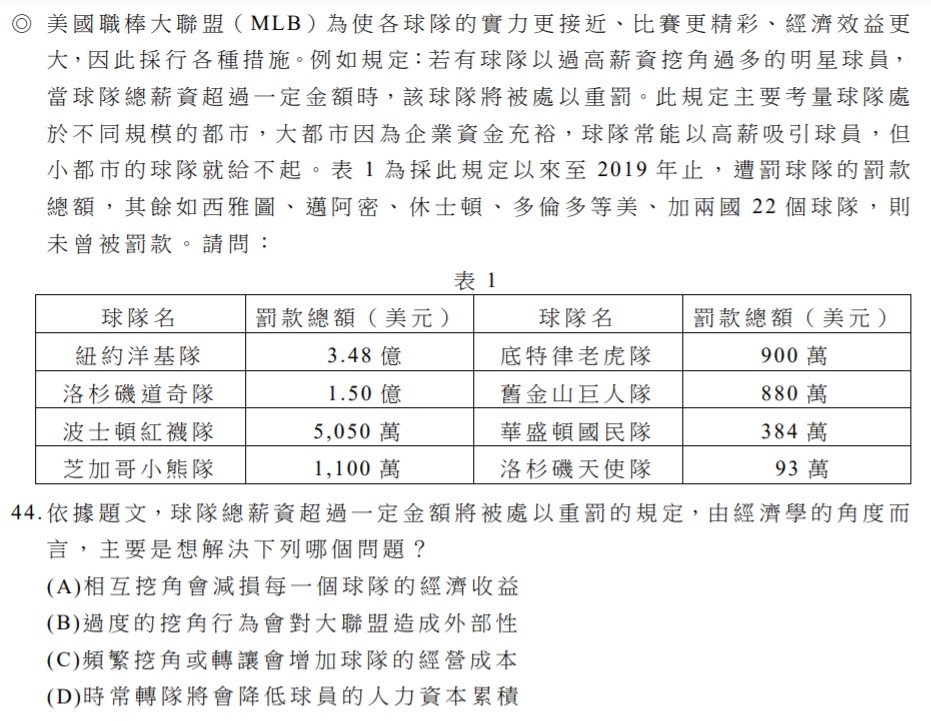 ◎ 美國職棒大聯盟（MLB）為使各球隊的實力更接近、比賽更精彩、經濟效益更
大，因此採行各種措施。例如規定：若有球隊以過高薪資挖角過多的明星球員，
當球隊總薪資超過一定金額時，該球隊將被處以重罰。此規定主要考量球隊處
於不同規模的都市，大都市因為企業資金充裕，球隊常能以高薪吸引球員，但
小都市的球隊就給不起。表 1 為採此規定以來至 2019 年止，遭罰球隊的罰款
總額，其餘如西雅圖、邁阿密、休士頓、多倫多等美、加兩國 22 個球隊，則
未曾被罰款。請問：
表 1
球隊名 罰款總額（美元） 球隊名 罰款總額（美元）
紐約洋基隊 3.48 億 底特律老虎隊 900 萬
洛杉磯道奇隊 1.50 億 舊金山巨人隊 880 萬
波士頓紅襪隊 5,050 萬 華盛頓國民隊 384 萬
芝加哥小熊隊 1,100 萬 洛杉磯天使隊 93 萬
44.依據題文，球隊總薪資超過一定金額將被處以重罰的規定，由經濟學的角度而
言，主要是想解決下列哪個問題？
(A)相互挖角會減損每一個球隊的經濟收益
(B)過度的挖角行為會對大聯盟造成外部性
(C)頻繁挖角或轉讓會增加球隊的經營成本
(D)時常轉隊將會降低球員的人力資本累積